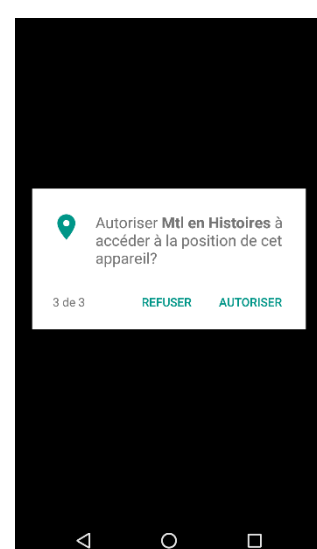 Autoriser Mtl en Histoires à
accéder à la position de cet
appareil?
3 de 3 REFUSER AUTORISER